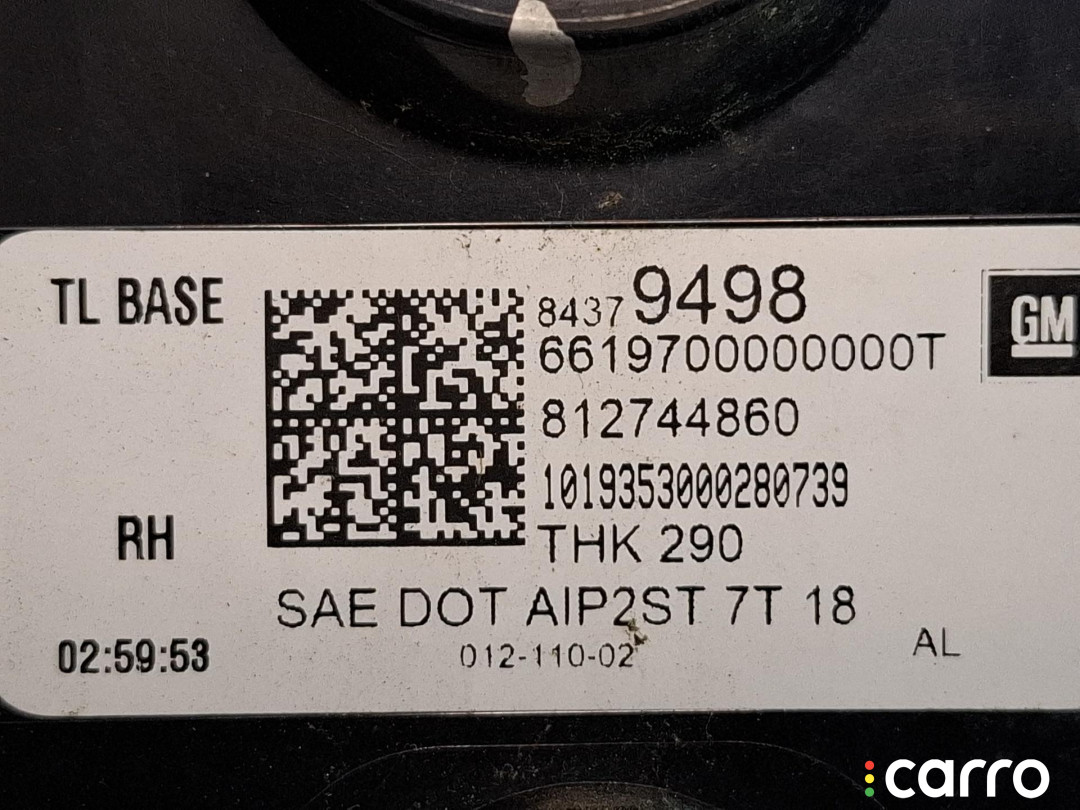 TL BASE
84379498
GM
6619700000000T
812744860
1019353000280739
RH
THK 290
SAE DOT AIP2ST 7T 18
02:59:53
012-110-02
AL
carro